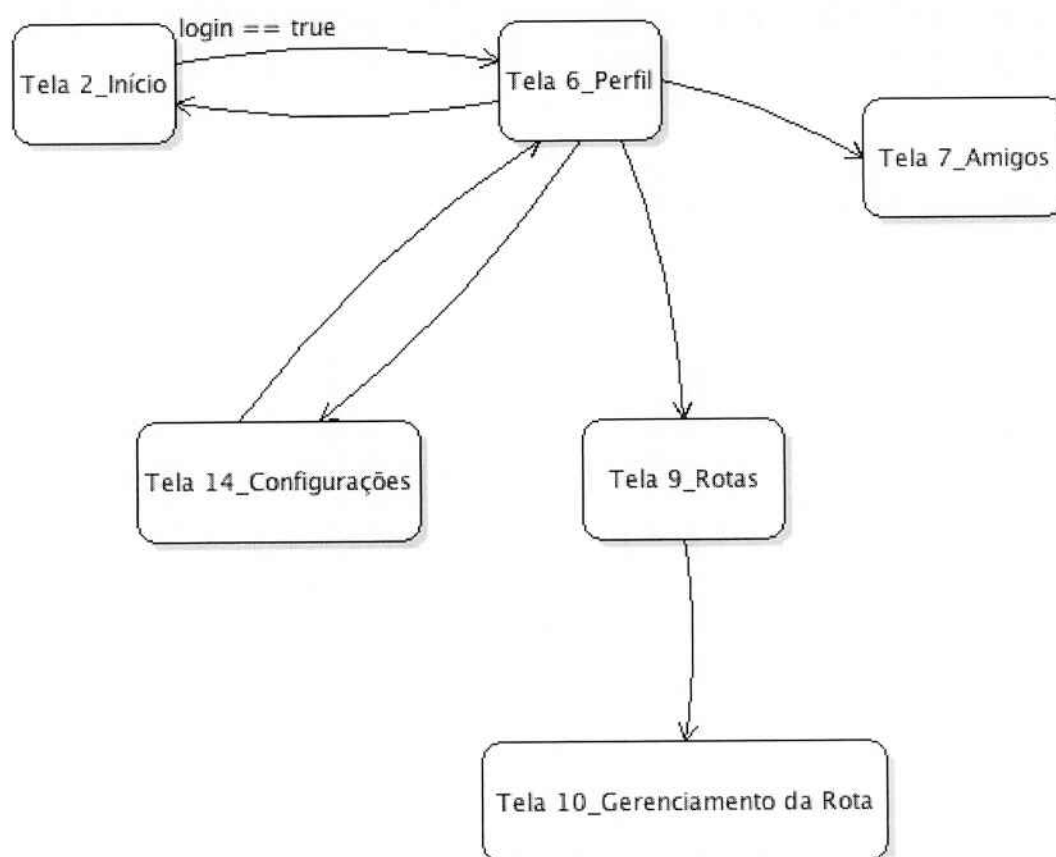 login == true
Tela 2_Início
Tela 6_Perfil
Tela 7_Amigos
Tela 14_Configurações
Tela 9_Rotas
Tela 10_Gerenciamento da Rota